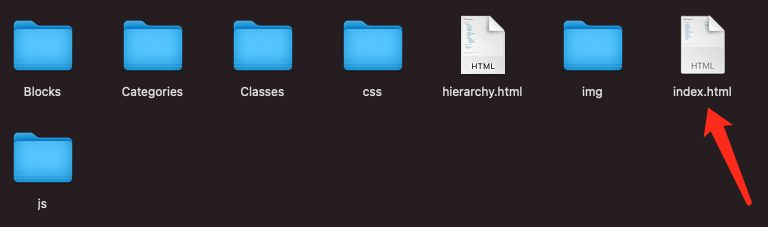 HTML
HTML
Blocks
Categories
Classes
css
hierarchy.html
img
index.html
js